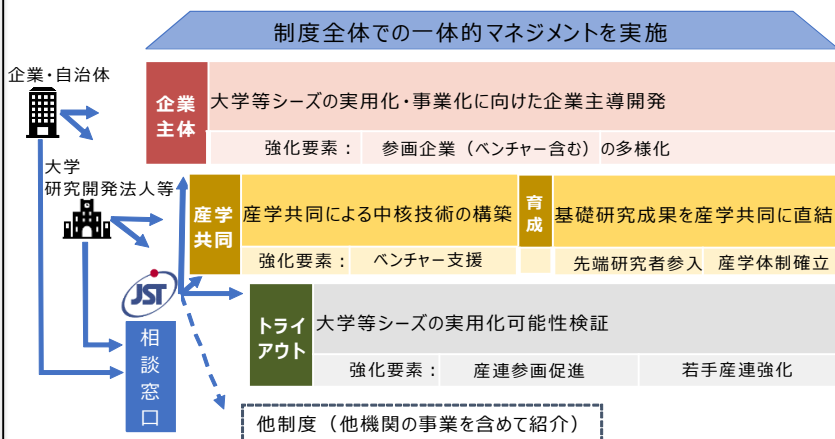 制度全体での一体的マネジメントを実施
企業・自治体
企業
主体
大学等シーズの実用化・事業化に向けた企業主導開発
強化要素： 参画企業（ベンチャー含む）の多様化
大学
研究開発法人等
産学
共同
産学共同による中核技術の構築
育
成
基礎研究成果を産学共同に直結
強化要素： ベンチャー支援
先端研究者参入 産学体制確立
JST
トライ
アウト
大学等シーズの実用化可能性検証
強化要素： 産連参画促進 若手産連強化
相
談
窓
口
他制度（他機関の事業を含めて紹介）